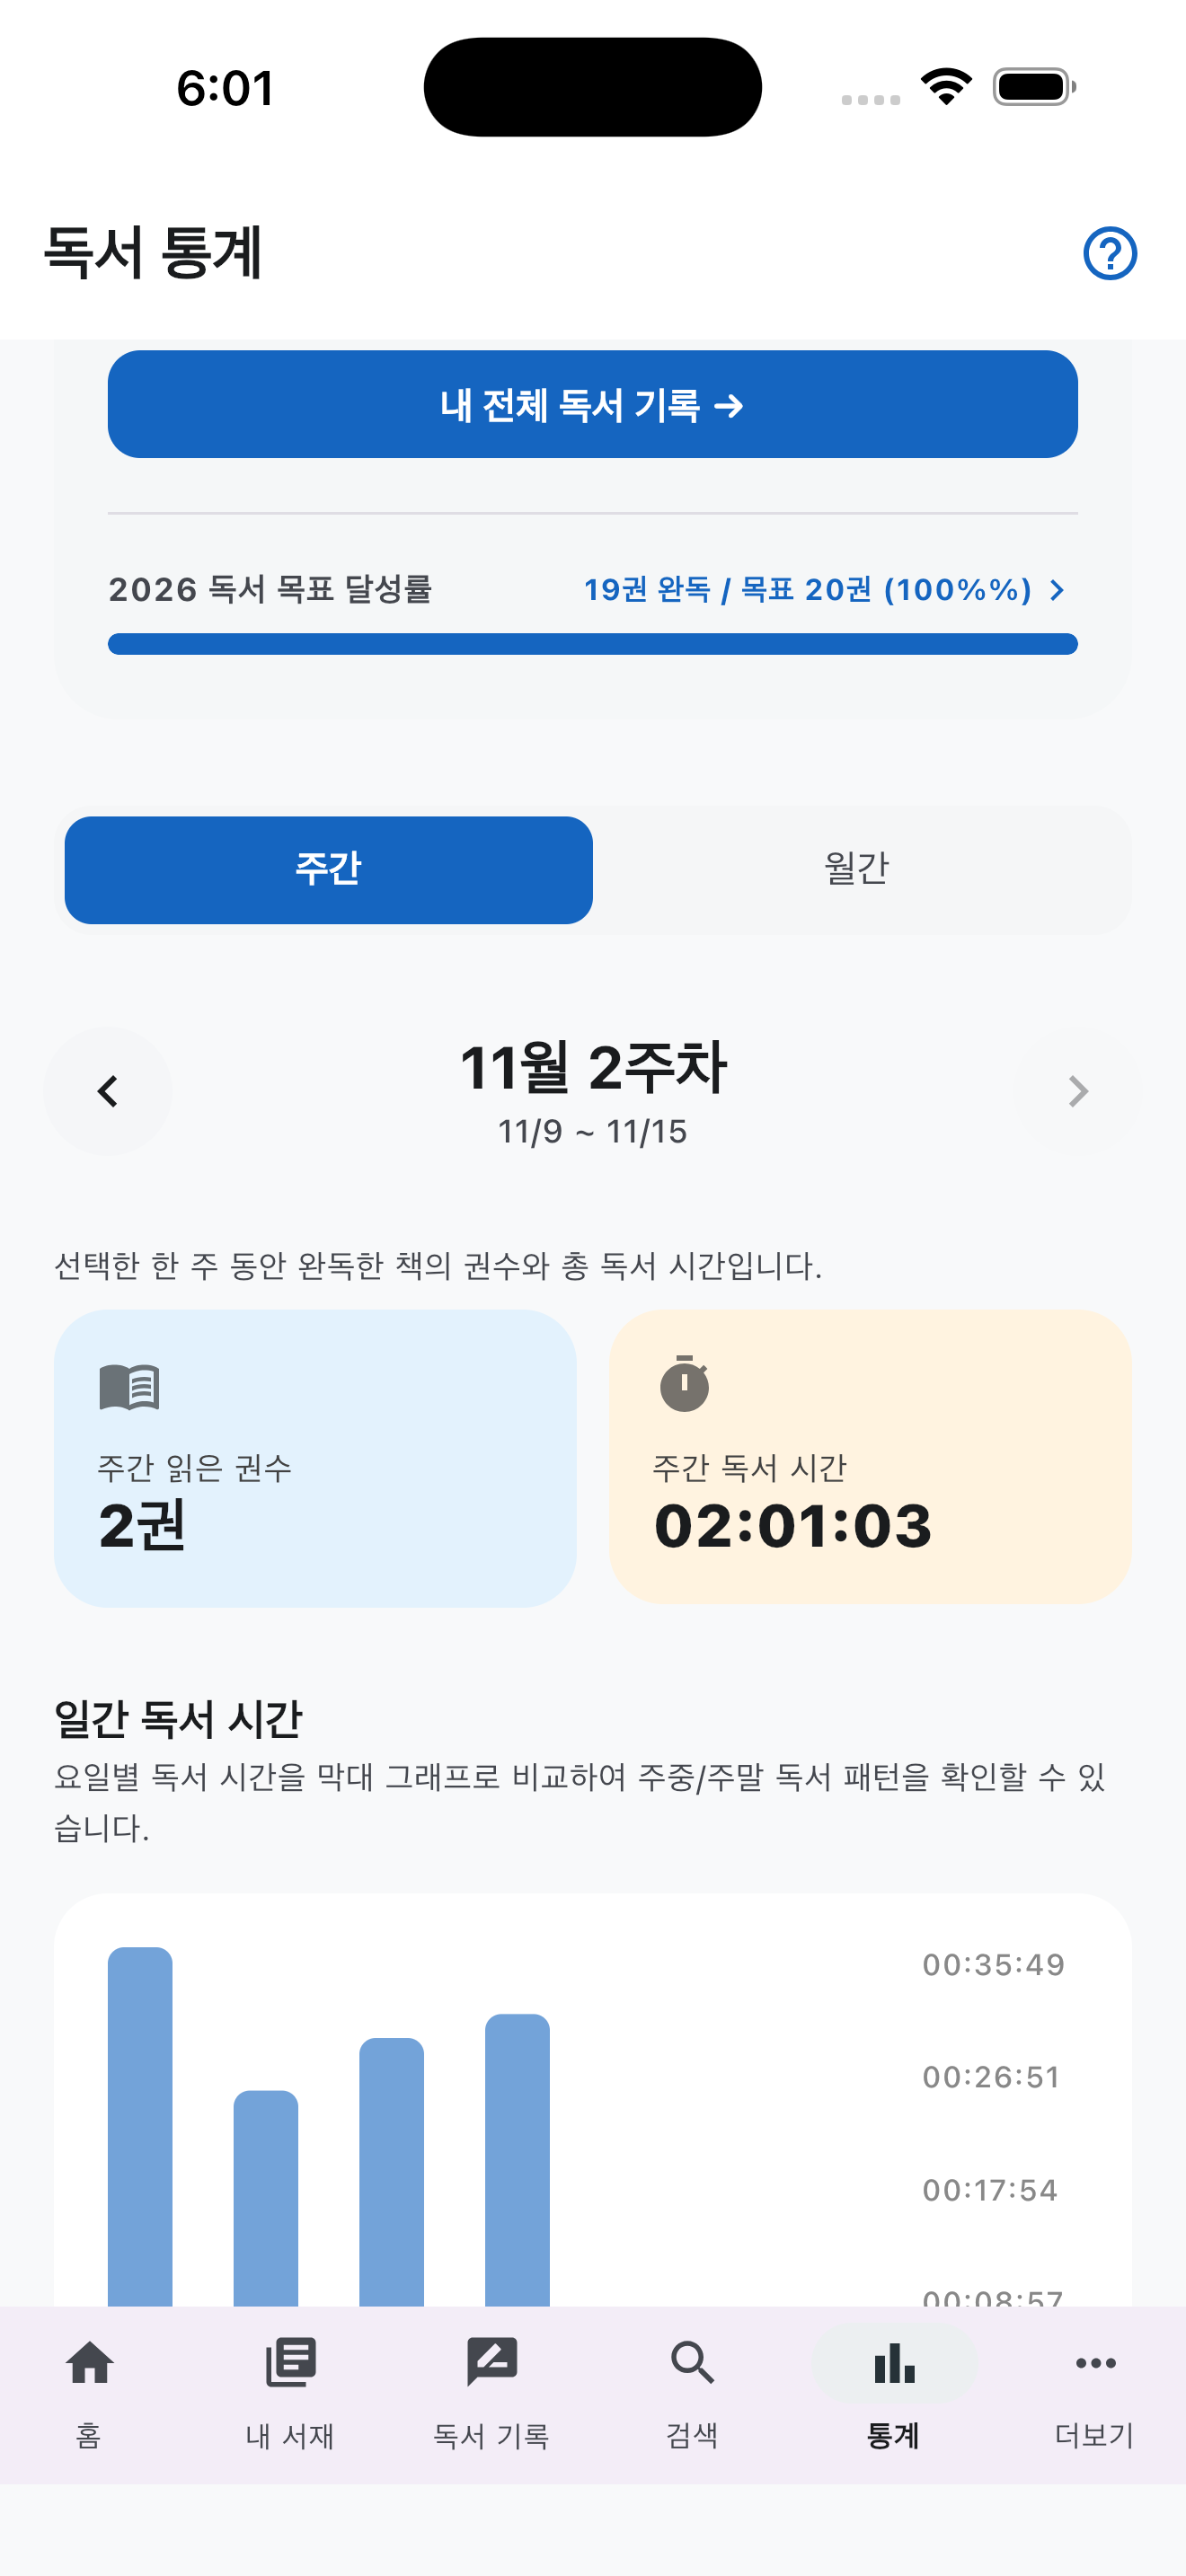 6:01
독서 통계
내 전체 독서 기록 →
2026 독서 목표 달성률
19권 완독 / 목표 20권 (100%%) >
주간
월간
11월 2주차
11/9 ~ 11/15
선택한 한 주 동안 완독한 책의 권수와 총 독서 시간입니다.
주간 읽은 권수
2권
주간 독서 시간
02:01:03
일간 독서 시간
요일별 독서 시간을 막대 그래프로 비교하여 주중/주말 독서 패턴을 확인할 수 있
습니다.
00:35:49
00:26:51
00:17:54
00:08:57
홈
내 서재
독서 기록
검색
통계
더보기